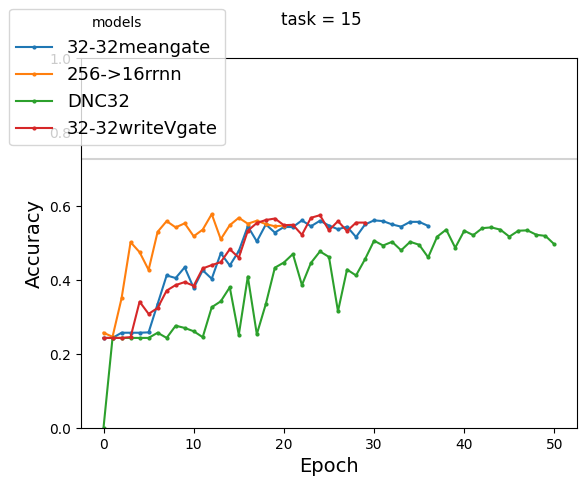 task = 15
models
32-32meangate
256->16rrnn
DNC32
32-32writeVgate
1.0
0.8
0.6
0.4
0.2
0.0
Accuracy
0 10 20 30 40 50
Epoch